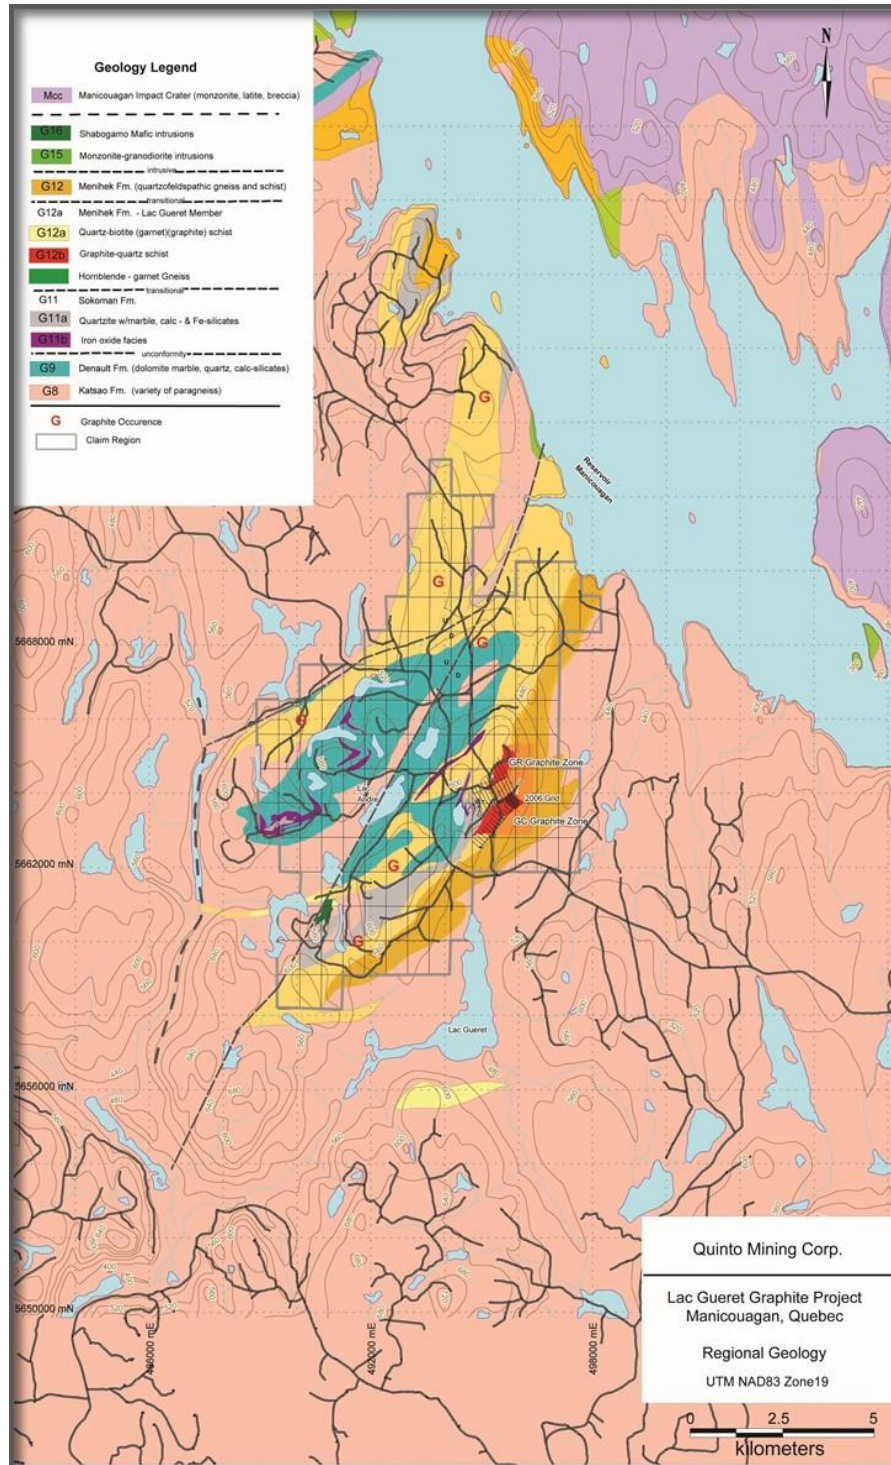 N
Geology Legend
Mcc Manicouagan Impact Crater (monzonite, latite, breccia)
G16 Shabogamo Mafic intrusions
G15 Monzonite-granodiorite intrusions
intrusive
G12 Menihek Fm. (quartzofeldspathic gneiss and schist)
transitional
G12a Menihek Fm. - Lac Gueret Member
G12a Quartz-biotite (garnet)(graphite) schist
G12b Graphite-quartz schist
Hornblende - garnet Gneiss
transitional
G11 Sokoman Fm.
G11a Quartzite w/marble, calc - & Fe-silicates
G11b Iron oxide facies
unconformity
G9 Denault Fm. (dolomite marble, quartz, calc-silicates)
G8 Katsao Fm. (variety of paragneiss)
G Graphite Occurence
Claim Region
G
Reservoir
Manicouagan
G
5668000 mN
G
G
GR Graphite Zone
Lac
Andre
2006 Grid
GC Graphite Zone
5662000 mN
G
G
Lac Gueret
5656000 mN
5650000 mN
486000 mE
492000 mE
498000 mE
Quinto Mining Corp.
Lac Gueret Graphite Project
Manicouagan, Quebec
Regional Geology
UTM NAD83 Zone19
0 2.5 5
kilometers